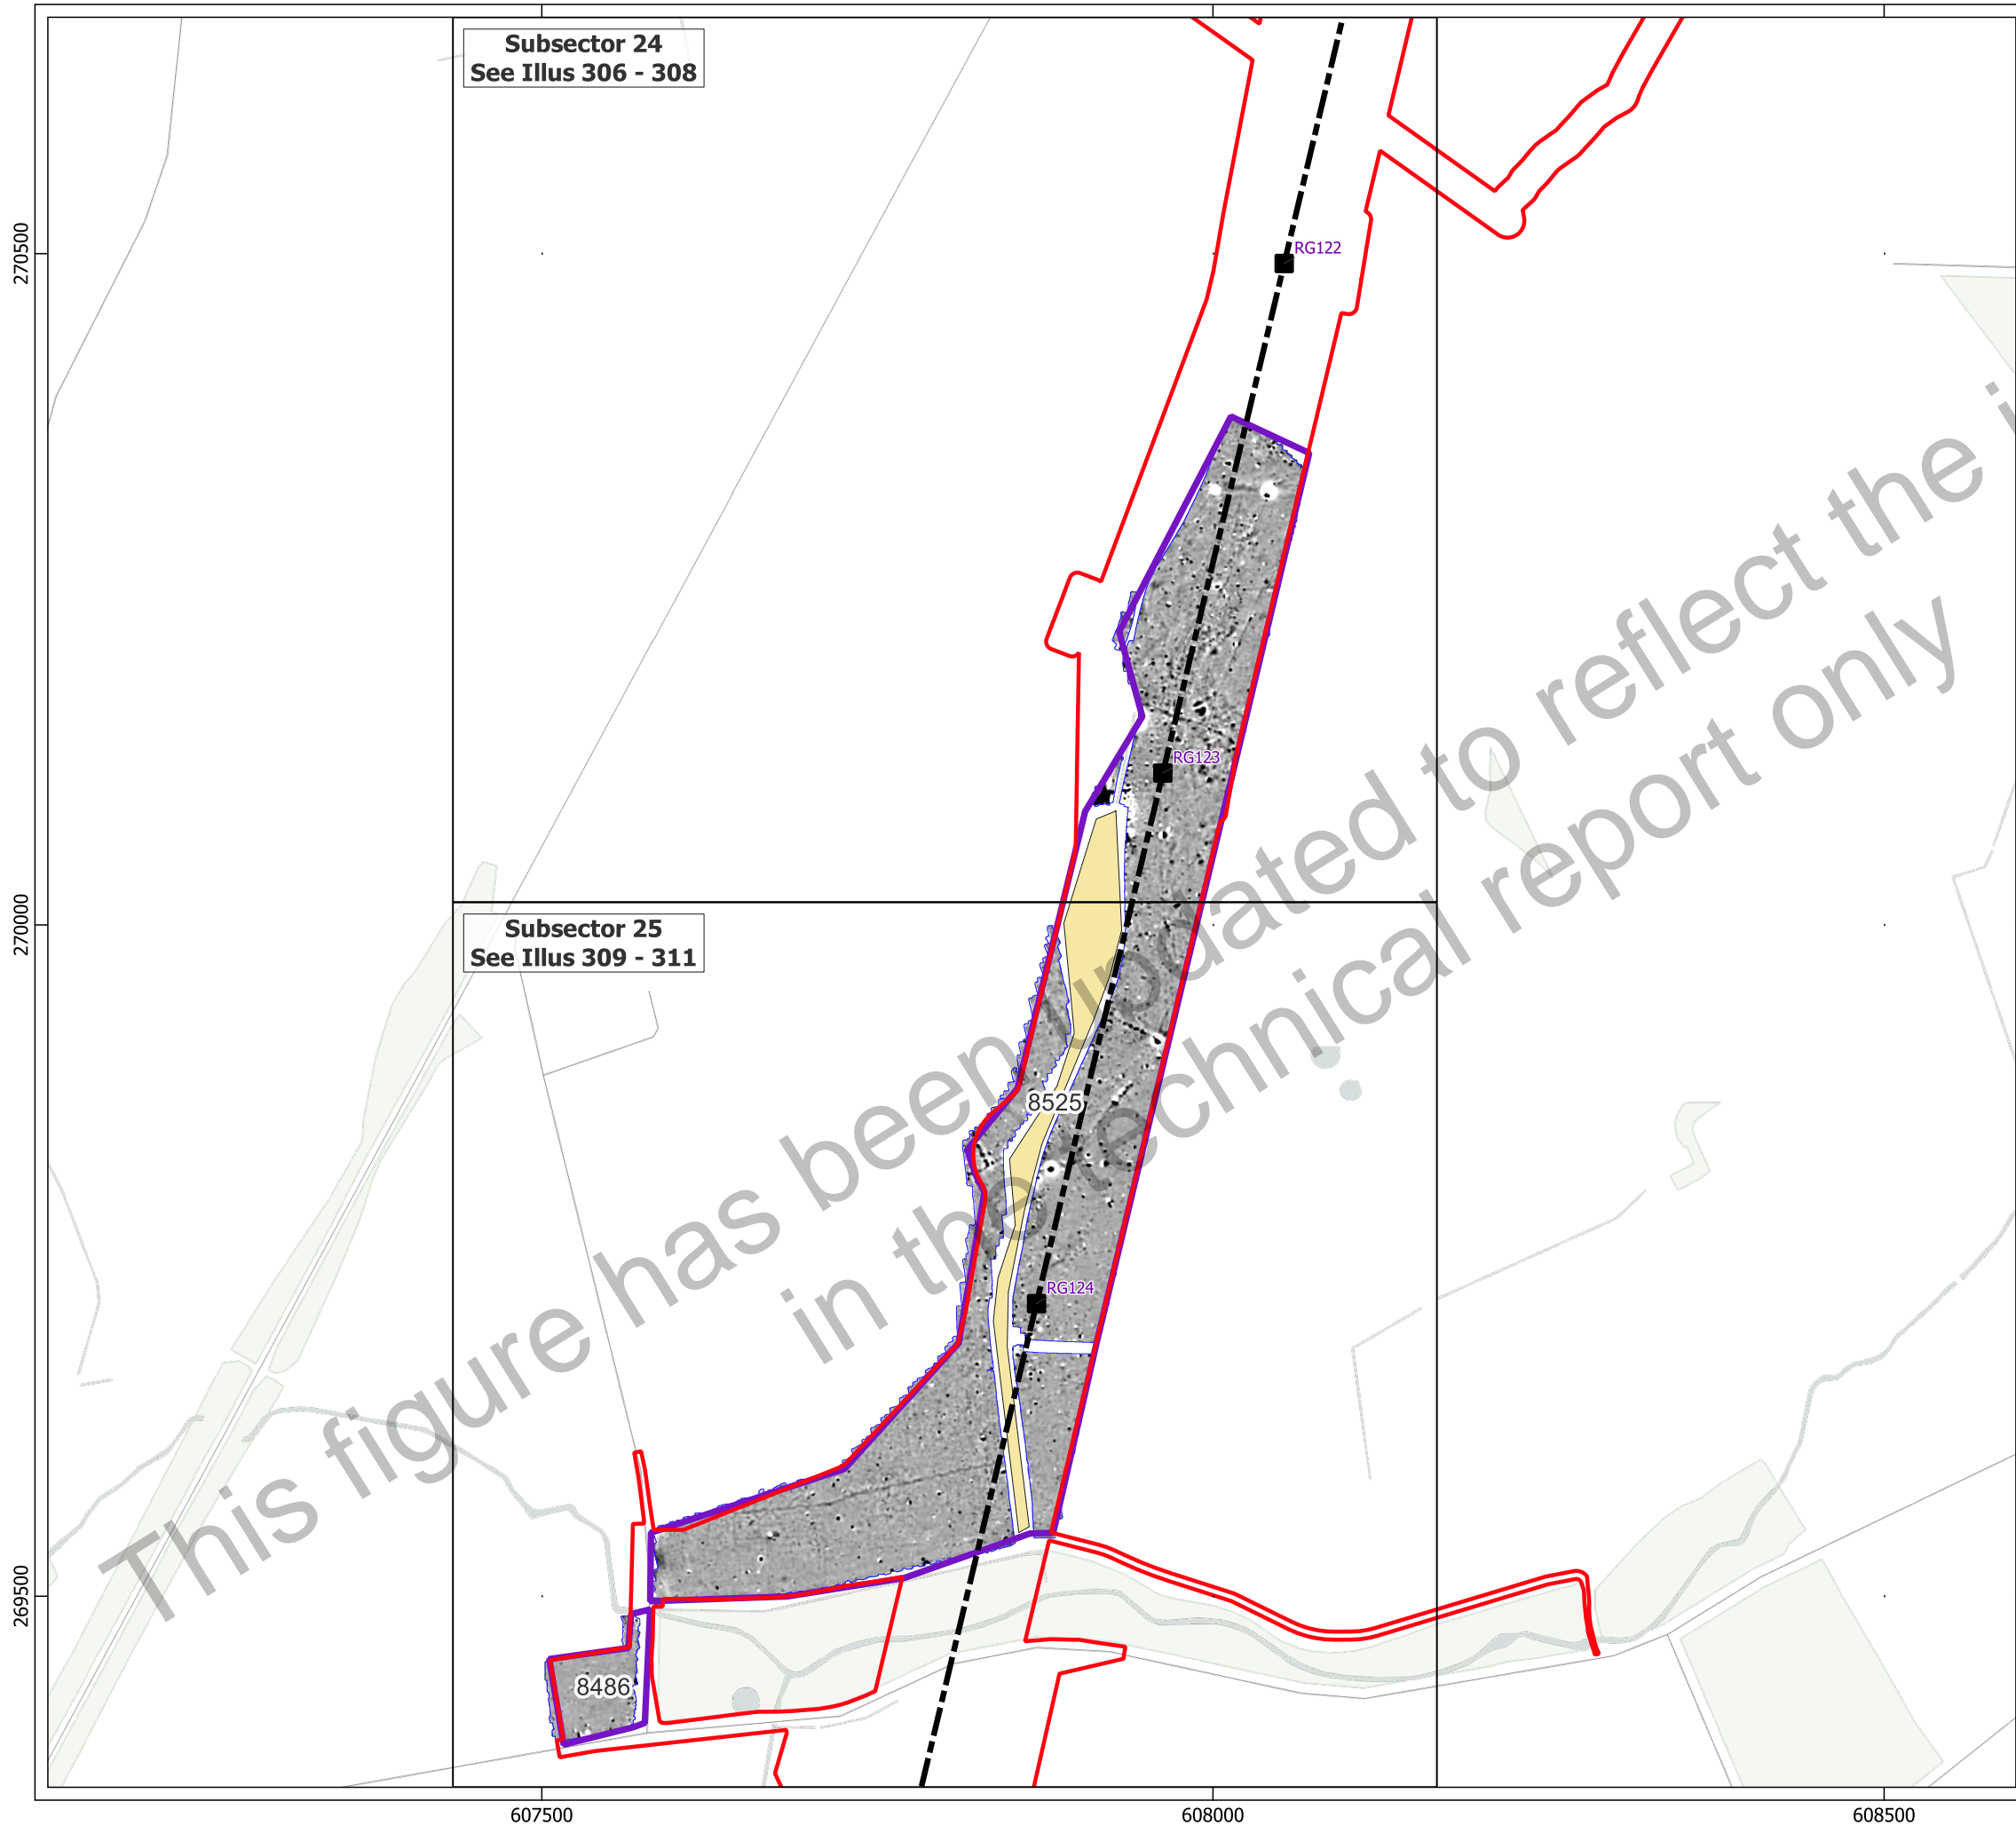 Subsector 24
See Illus 306 - 308
270500
RG122
RG123
270000
Subsector 25
See Illus 309 - 311
8525
RG124
269500
8486
607500
608000
608500
This figure has been updated to reflect the
in the technical report only